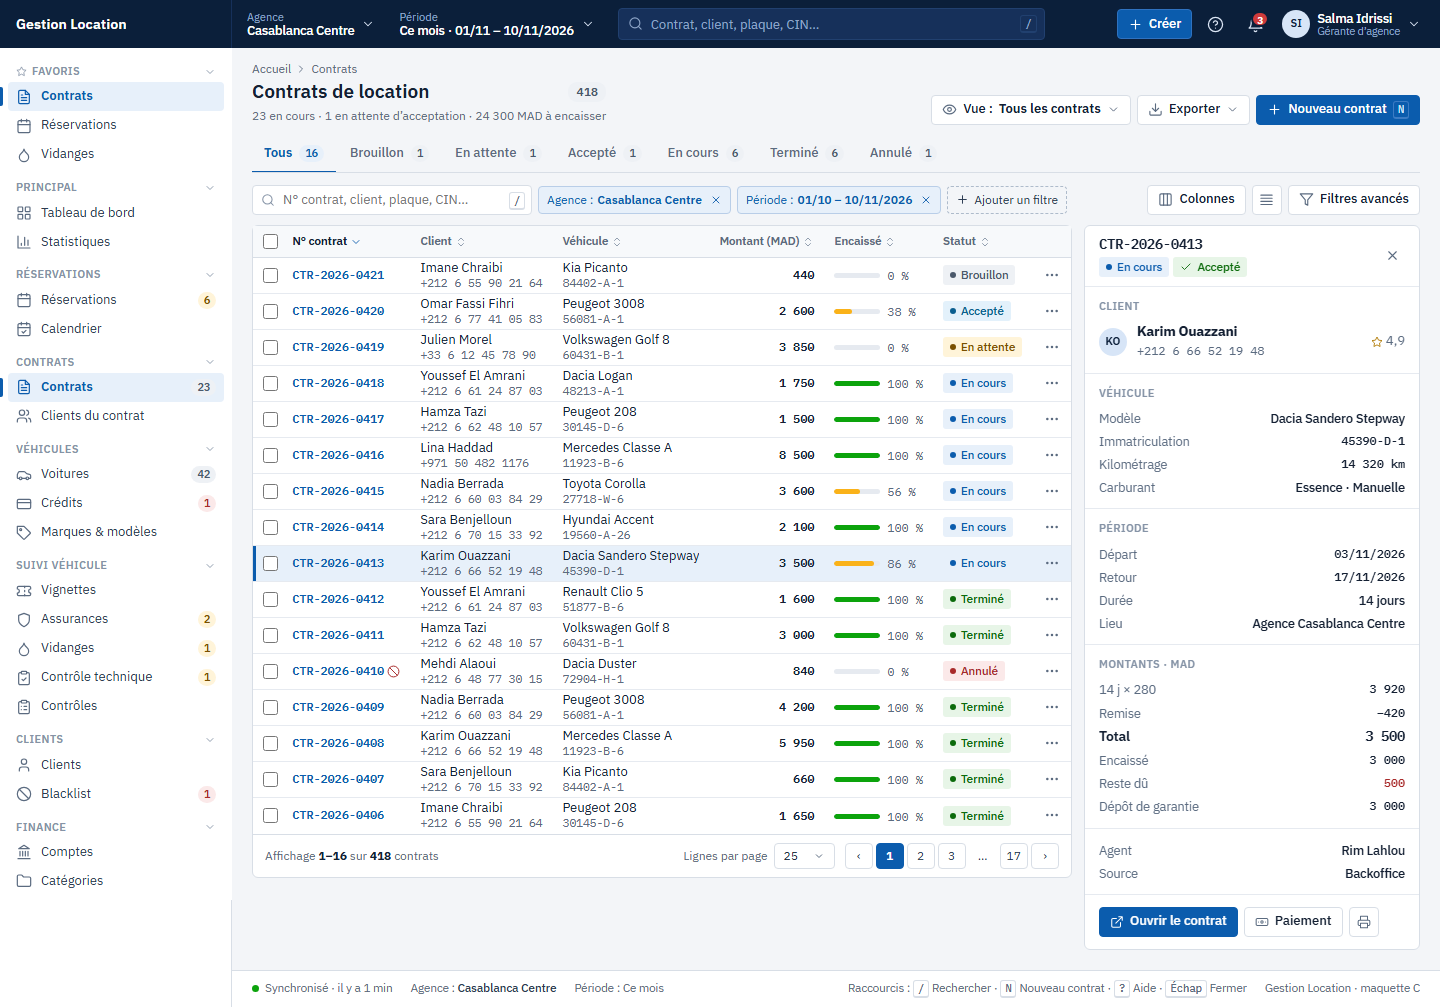 Gestion Location
Agence
Casablanca Centre
Période
Ce mois · 01/11 – 10/11/2026
Contrat, client, plaque, CIN... /
Créer
3
SI
Salma Idrissi
Gérante d'agence
FAVORIS
Contrats
Réservations
Vidanges
PRINCIPAL
Tableau de bord
Statistiques
RÉSERVATIONS
Réservations 6
Calendrier
CONTRATS
Contrats 23
Clients du contrat
VÉHICULES
Voitures 42
Crédits 1
Marques & modèles
SUIVI VÉHICULE
Vignettes
Assurances 2
Vidanges 1
Contrôle technique 1
Contrôles
CLIENTS
Clients
Blacklist 1
FINANCE
Comptes
Catégories
Accueil > Contrats
Contrats de location 418
23 en cours · 1 en attente d'acceptation · 24 300 MAD à encaisser
Vue : Tous les contrats
Exporter
Nouveau contrat N
Tous 16 Brouillon 1 En attente 1 Accepté 1 En cours 6 Terminé 6 Annulé 1
N° contrat, client, plaque, CIN... /
Agence : Casablanca Centre ×
Période : 01/10 – 10/11/2026 ×
+ Ajouter un filtre
Colonnes
Filtres avancés
N° contrat Client Véhicule Montant (MAD) Encaissé Statut
CTR-2026-0421 Imane Chraibi Kia Picanto 440 0 % Brouillon
+212 6 55 90 21 64 84402-A-1
CTR-2026-0420 Omar Fassi Fihri Peugeot 3008 2 600 38 % Accepté
+212 6 77 41 05 83 56081-A-1
CTR-2026-0419 Julien Morel Volkswagen Golf 8 3 850 0 % En attente
+33 6 12 45 78 90 60431-B-1
CTR-2026-0418 Youssef El Amrani Dacia Logan 1 750 100 % En cours
+212 6 61 24 87 03 48213-A-1
CTR-2026-0417 Hamza Tazi Peugeot 208 1 500 100 % En cours
+212 6 62 48 10 57 30145-D-6
CTR-2026-0416 Lina Haddad Mercedes Classe A 8 500 100 % En cours
+971 50 482 1176 11923-B-6
CTR-2026-0415 Nadia Berrada Toyota Corolla 3 600 56 % En cours
+212 6 60 03 84 29 27718-W-6
CTR-2026-0414 Sara Benjelloun Hyundai Accent 2 100 100 % En cours
+212 6 70 15 33 92 19560-A-26
CTR-2026-0413 Karim Ouazzani Dacia Sandero Stepway 3 500 86 % En cours
+212 6 66 52 19 48 45390-D-1
CTR-2026-0412 Youssef El Amrani Renault Clio 5 1 600 100 % Terminé
+212 6 61 24 87 03 51877-B-6
CTR-2026-0411 Hamza Tazi Volkswagen Golf 8 3 000 100 % Terminé
+212 6 62 48 10 57 60431-B-1
CTR-2026-0410 Mehdi Alaoui Dacia Duster 840 0 % Annulé
+212 6 48 77 30 15 72904-H-1
CTR-2026-0409 Nadia Berrada Peugeot 3008 4 200 100 % Terminé
+212 6 60 03 84 29 56081-A-1
CTR-2026-0408 Karim Ouazzani Mercedes Classe A 5 950 100 % Terminé
+212 6 66 52 19 48 11923-B-6
CTR-2026-0407 Sara Benjelloun Kia Picanto 660 100 % Terminé
+212 6 70 15 33 92 84402-A-1
CTR-2026-0406 Imane Chraibi Peugeot 208 1 650 100 % Terminé
+212 6 55 90 21 64 30145-D-6
Affichage 1–16 sur 418 contrats
Lignes par page 25 ‹ 1 2 3 ... 17 ›
CTR-2026-0413
En cours Accepté
CLIENT
KO
Karim Ouazzani
+212 6 66 52 19 48
4,9
VÉHICULE
Modèle Dacia Sandero Stepway
Immatriculation 45390-D-1
Kilométrage 14 320 km
Carburant Essence · Manuelle
PÉRIODE
Départ 03/11/2026
Retour 17/11/2026
Durée 14 jours
Lieu Agence Casablanca Centre
MONTANTS · MAD
14 j × 280 3 920
Remise −420
Total 3 500
Encaissé 3 000
Reste dû 500
Dépôt de garantie 3 000
Agent Rim Lahlou
Source Backoffice
Ouvrir le contrat
Paiement
Synchronisé · il y a 1 min Agence : Casablanca Centre Période : Ce mois
Raccourcis : / Rechercher · N Nouveau contrat · ? Aide · Échap Fermer Gestion Location · maquette C